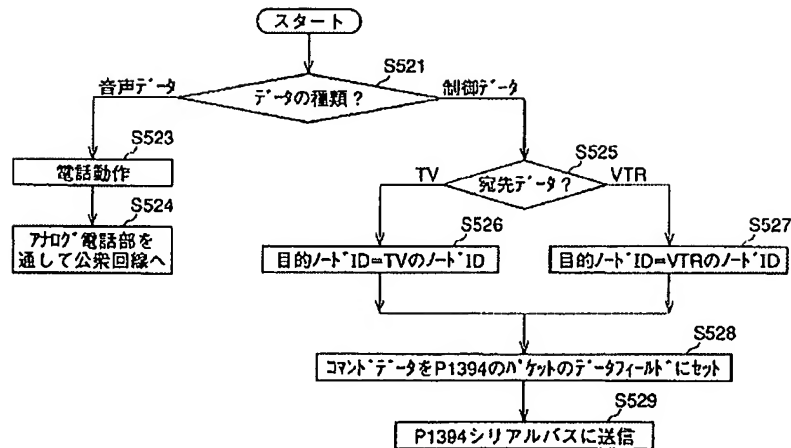 スタート
S521
音声データ
データの種類?
制御データ
S523
電話動作
S524
アナログ電話部を
通して公衆回線へ
S525
TV
宛先データ?
VTR
S526
目的ノードID=TVのノードID
S527
目的ノードID=VTRのノードID
S528
コマンドデータをP1394のパケットのデータフィールドにセット
S529
P1394シリアルバスに送信